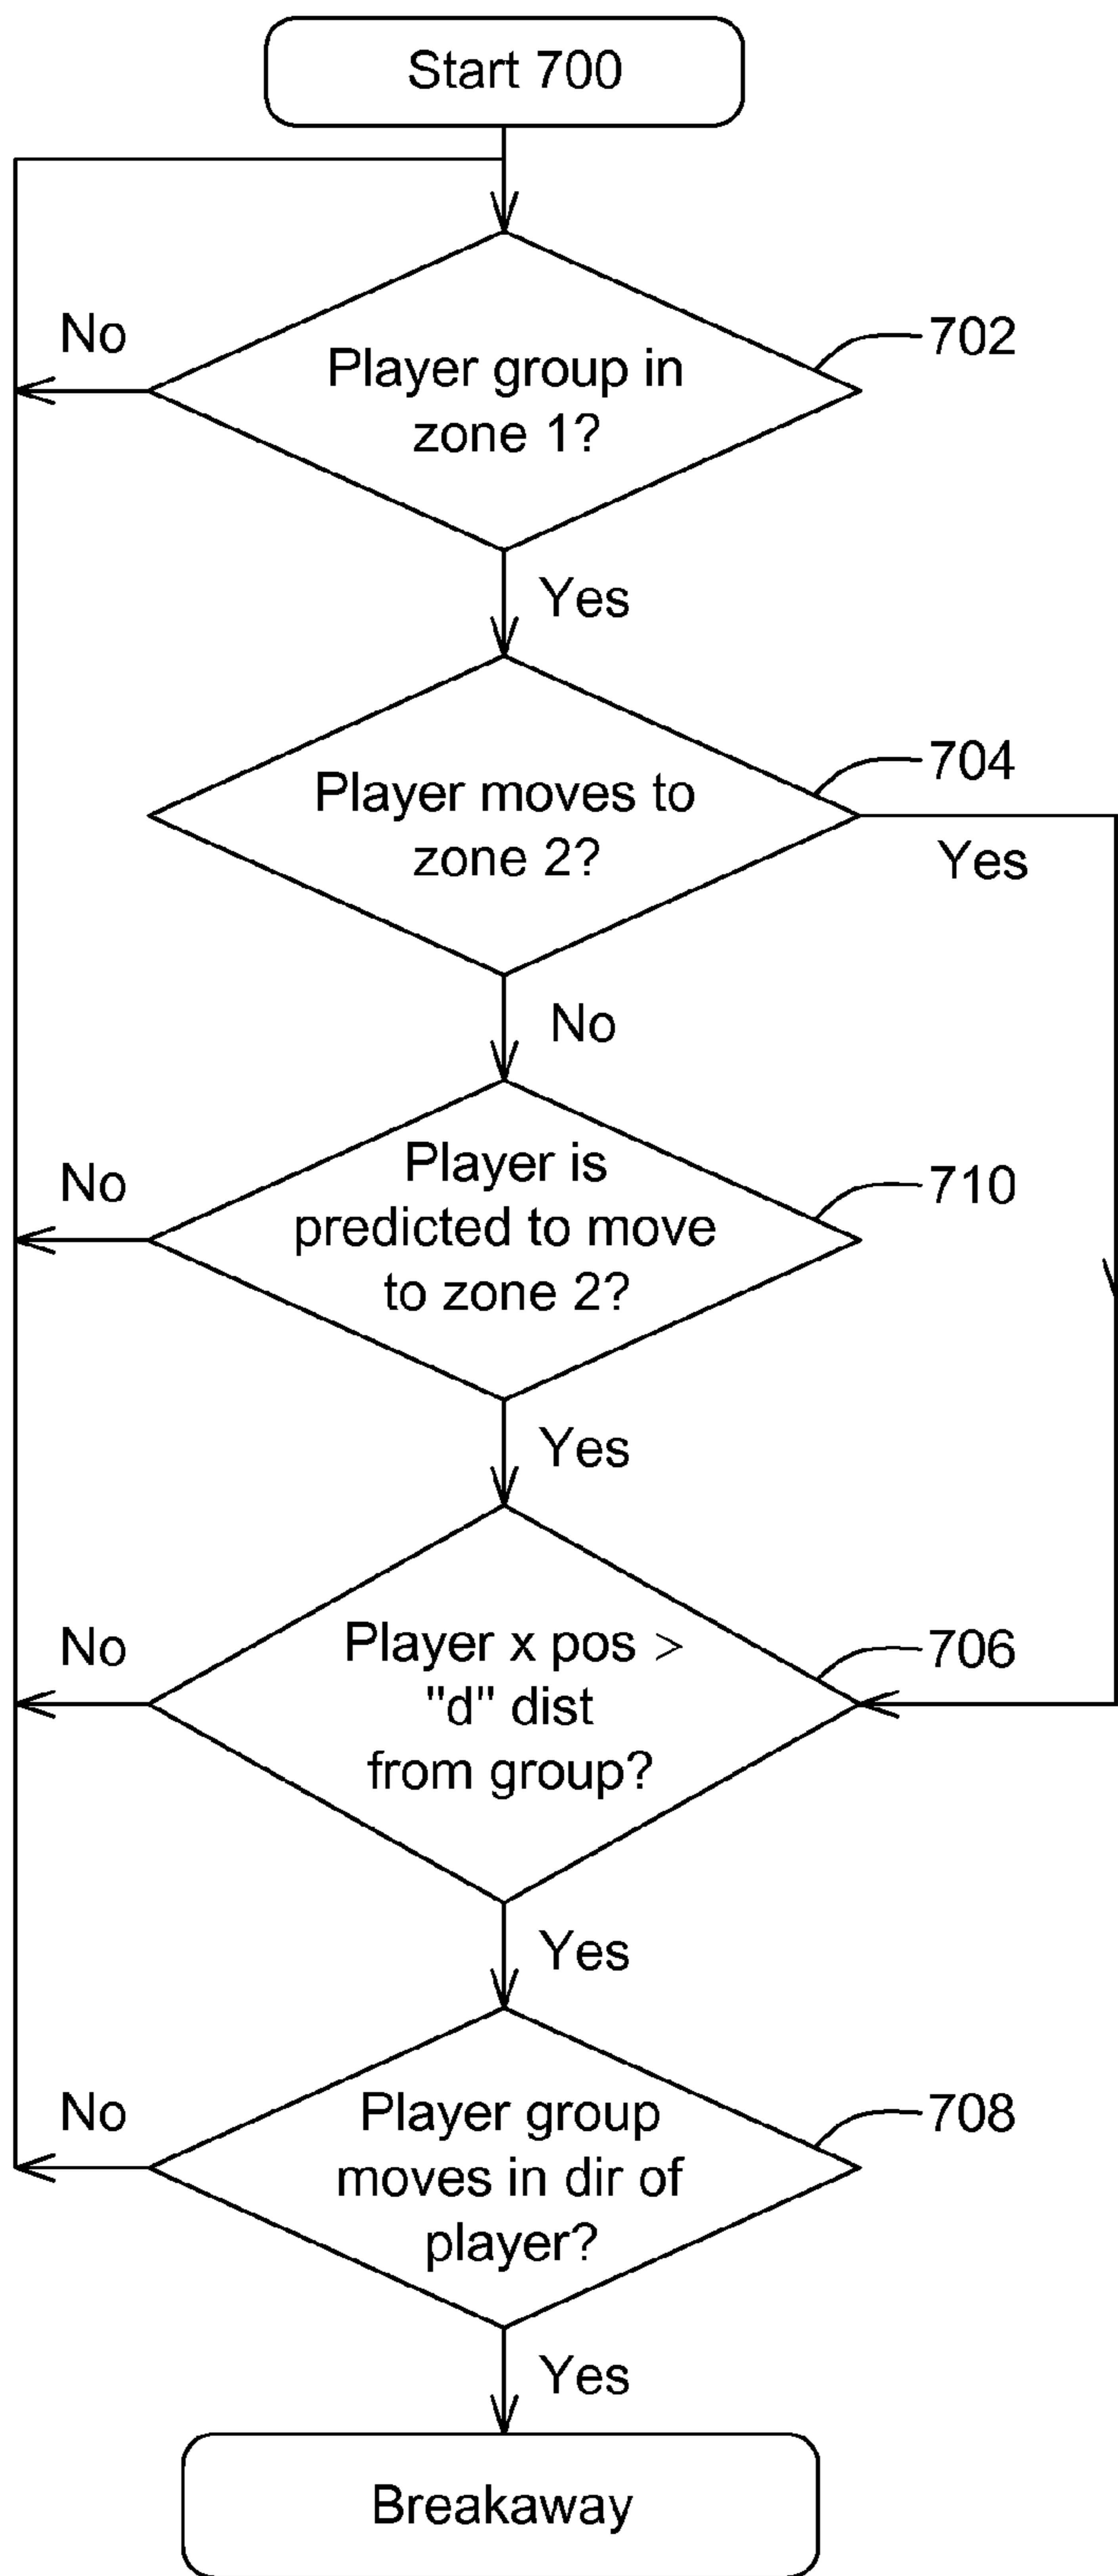 Start 700
No
Player group in
zone 1?
702
Yes
Player moves to
zone 2?
704
Yes
No
No
Player is
predicted to move
to zone 2?
710
Yes
No
Player x pos >
"d" dist
from group?
706
Yes
No
Player group
moves in dir of
player?
708
Yes
Breakaway